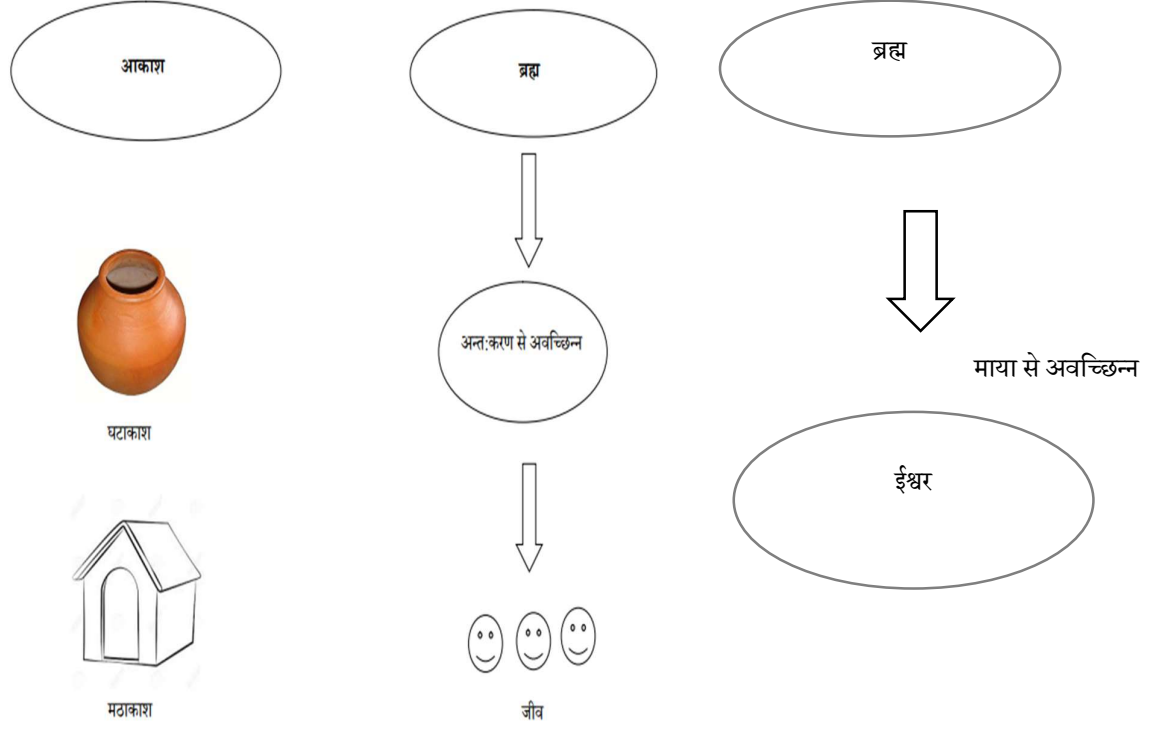 आकाश
घटाकाश
मठाकाश
ब्रह्म
अन्त:करण से अवच्छिन्न
जीव
ब्रह्म
माया से अवच्छिन्न
ईश्वर